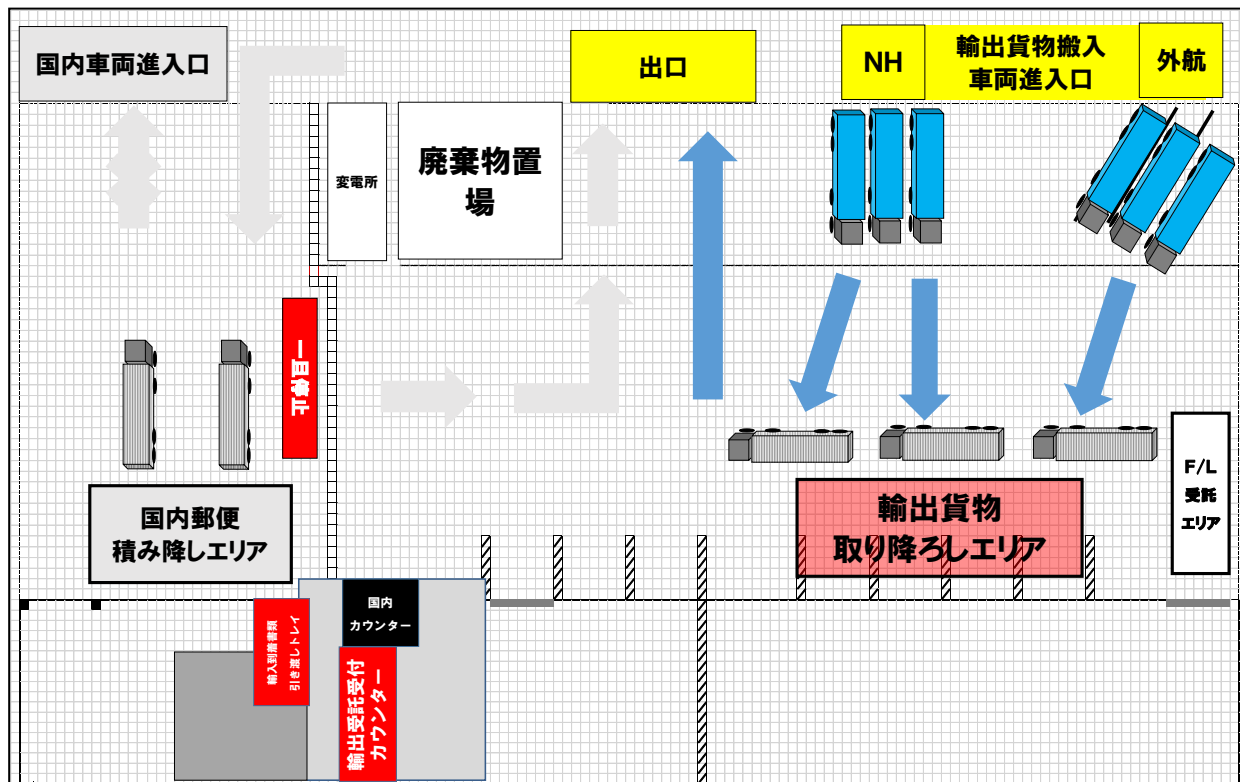 国内車両進入口
出口
NH
輸出貨物搬入
車両進入口
外航
変電所
廃棄物置
場
一旦停止
F/L
受託
エリア
国内郵便
積み降しエリア
輸出貨物
取り降ろしエリア
国内
カウンター
輸入到着書類
引き渡しトレイ
輸出受託受付
カウンター